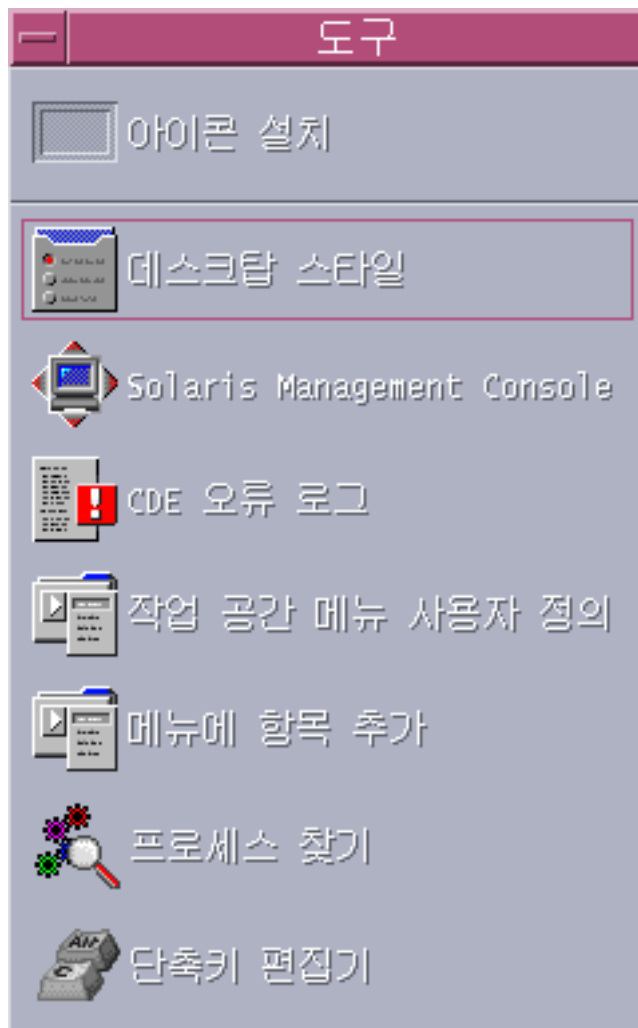 도구
아이콘 설치
데스크탑 스타일
Solaris Management Console
CDE 오류 로그
작업 공간 메뉴 사용자 정의
메뉴에 항목 추가
프로세스 찾기
Alt
C
단축키 편집기